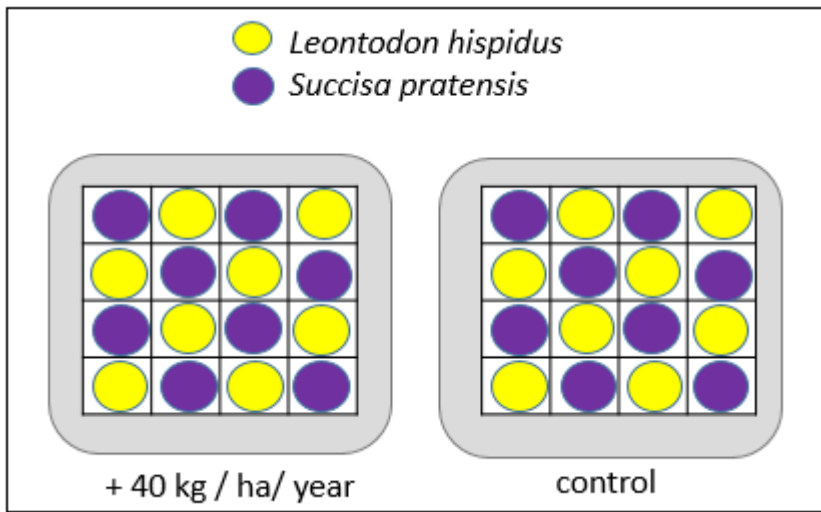 Leontodon hispidus
Succisa pratensis
+ 40 kg / ha/ year
control